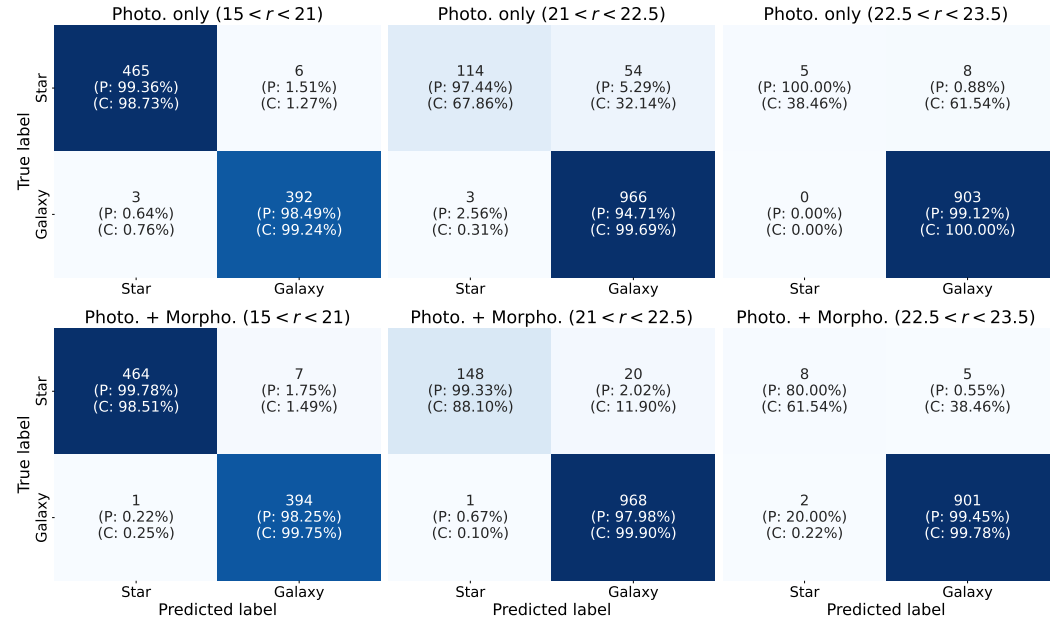 Photo. only (15 < r < 21)
Photo. only (21 < r < 22.5)
Photo. only (22.5 < r < 23.5)
True label
Star
465
(P: 99.36%)
(C: 98.73%)
6
(P: 1.51%)
(C: 1.27%)
114
(P: 97.44%)
(C: 67.86%)
54
(P: 5.29%)
(C: 32.14%)
5
(P: 100.00%)
(C: 38.46%)
8
(P: 0.88%)
(C: 61.54%)
Galaxy
3
(P: 0.64%)
(C: 0.76%)
392
(P: 98.49%)
(C: 99.24%)
3
(P: 2.56%)
(C: 0.31%)
966
(P: 94.71%)
(C: 99.69%)
0
(P: 0.00%)
(C: 0.00%)
903
(P: 99.12%)
(C: 100.00%)
Star
Galaxy
Star
Galaxy
Star
Galaxy
Photo. + Morpho. (15 < r < 21)
Photo. + Morpho. (21 < r < 22.5)
Photo. + Morpho. (22.5 < r < 23.5)
True label
Star
464
(P: 99.78%)
(C: 98.51%)
7
(P: 1.75%)
(C: 1.49%)
148
(P: 99.33%)
(C: 88.10%)
20
(P: 2.02%)
(C: 11.90%)
8
(P: 80.00%)
(C: 61.54%)
5
(P: 0.55%)
(C: 38.46%)
Galaxy
1
(P: 0.22%)
(C: 0.25%)
394
(P: 98.25%)
(C: 99.75%)
1
(P: 0.67%)
(C: 0.10%)
968
(P: 97.98%)
(C: 99.90%)
2
(P: 20.00%)
(C: 0.22%)
901
(P: 99.45%)
(C: 99.78%)
Star
Galaxy
Star
Galaxy
Star
Galaxy
Predicted label
Predicted label
Predicted label